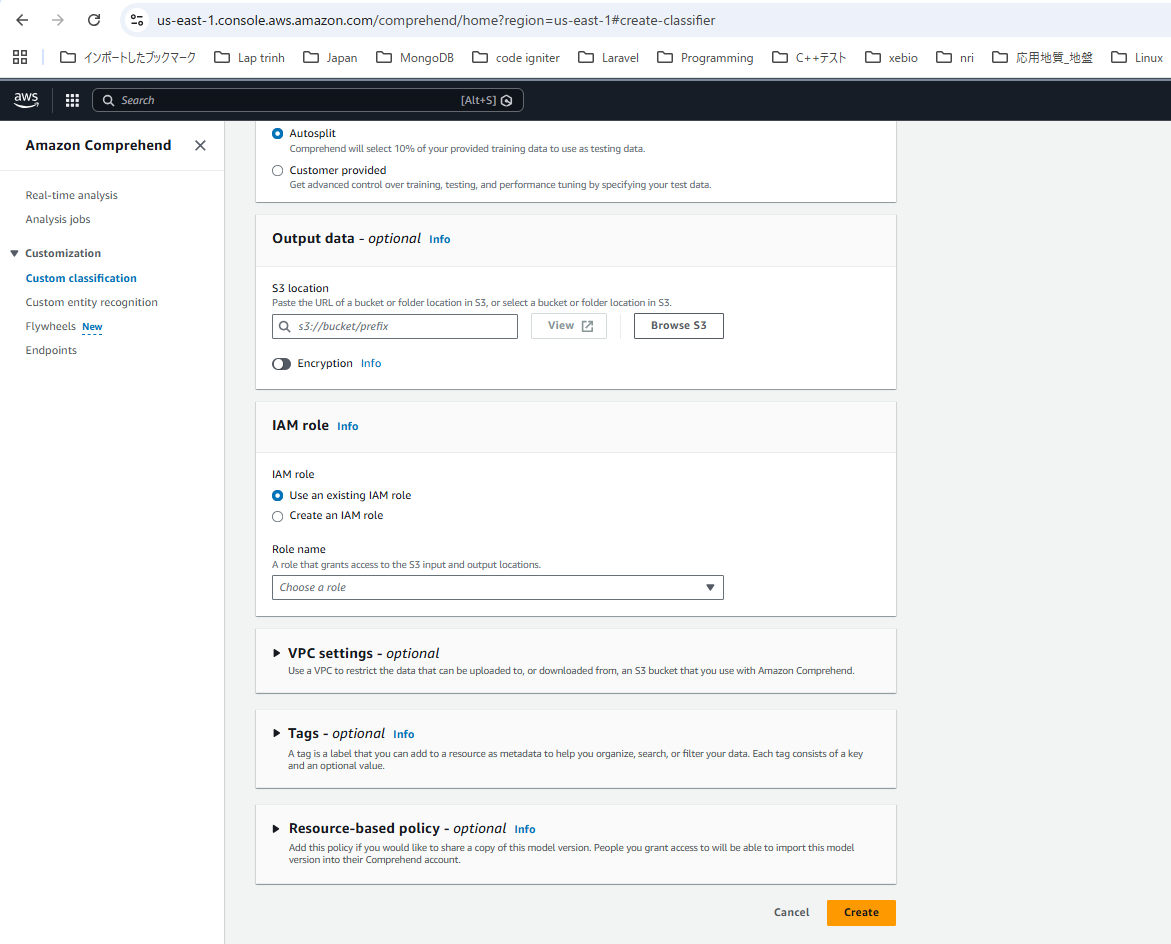 us-east-1.console.aws.amazon.com/comprehend/home?region=us-east-1#create-classifier
インポートしたブックマーク Lap trinh Japan MongoDB code igniter Laravel Programming C++テスト xebio nri 応用地質_地盤 Linux
aws Search [Alt+S]
Amazon Comprehend
Real-time analysis
Analysis jobs
Customization
Custom classification
Custom entity recognition
Flywheels New
Endpoints
Autosplit
Comprehend will select 10% of your provided training data to use as testing data.
Customer provided
Get advanced control over training, testing, and performance tuning by specifying your test data.
Output data - optional Info
S3 location
Paste the URL of a bucket or folder location in S3, or select a bucket or folder location in S3.
s3://bucket/prefix View Browse S3
Encryption Info
IAM role Info
IAM role
Use an existing IAM role
Create an IAM role
Role name
A role that grants access to the S3 input and output locations.
Choose a role
VPC settings - optional
Use a VPC to restrict the data that can be uploaded to, or downloaded from, an S3 bucket that you use with Amazon Comprehend.
Tags - optional Info
A tag is a label that you can add to a resource as metadata to help you organize, search, or filter your data. Each tag consists of a key
and an optional value.
Resource-based policy - optional Info
Add this policy if you would like to share a copy of this model version. People you grant access to will be able to import this model
version into their Comprehend account.
Cancel Create